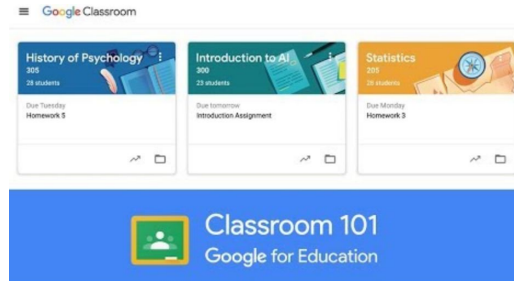 Google Classroom
History of Psychology
305
28 students
Due Tuesday
Homework 5
Introduction to AI
300
23 students
Due tomorrow
Introduction Assignment
Statistics
205
28 students
Due Monday
Homework 3
Classroom 101
Google for Education